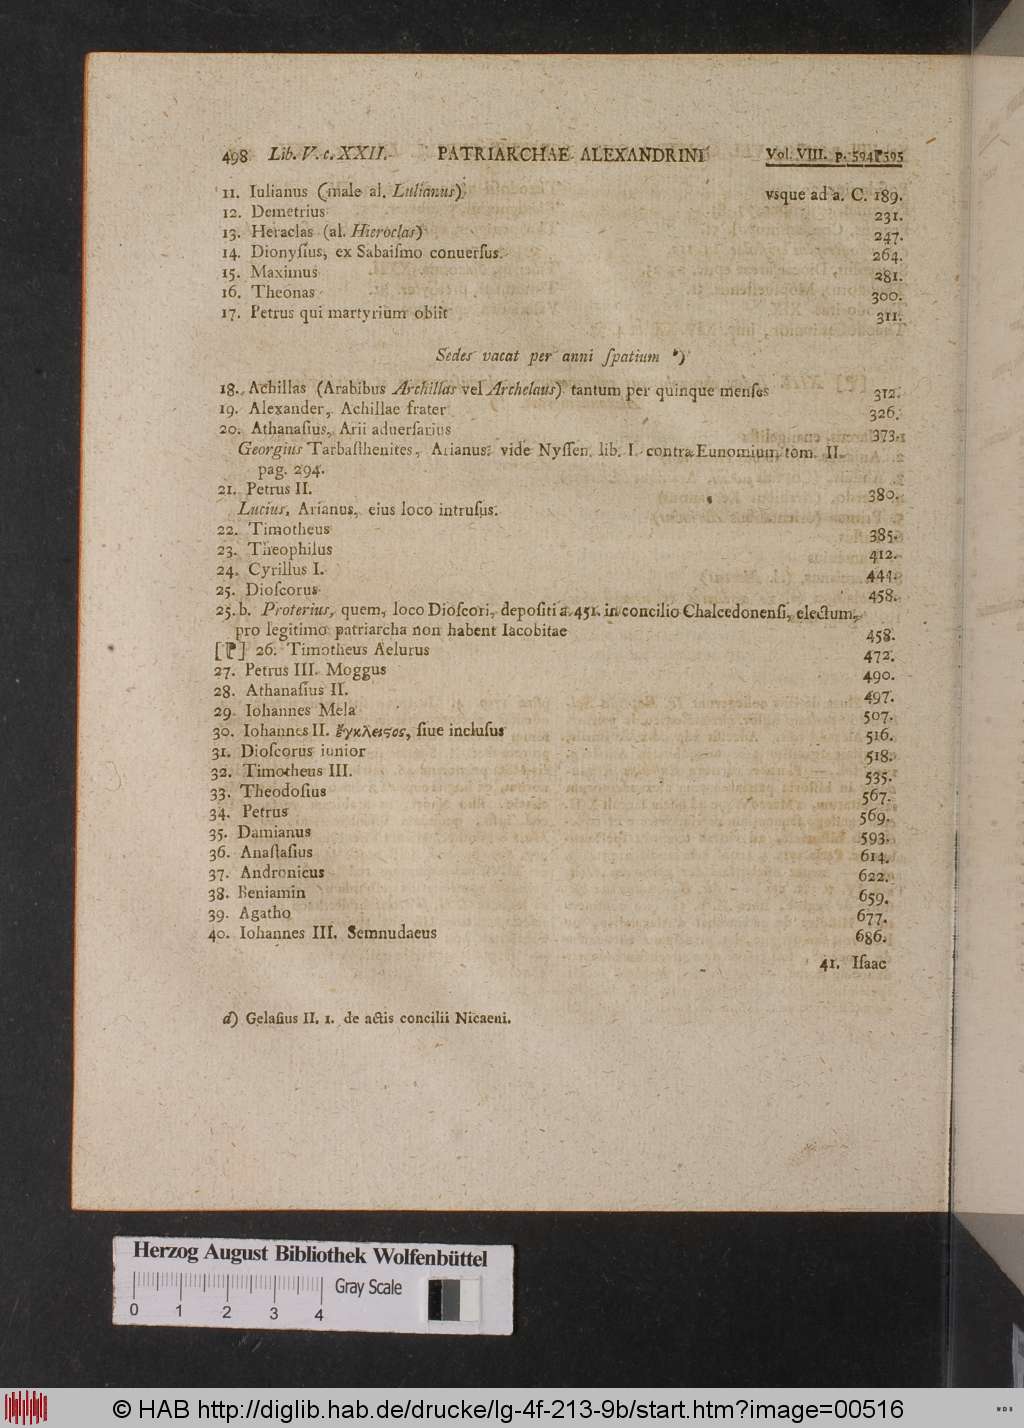 498 Lib. V. c. XXII. PATRIARCHAE ALEXANDRINI Vol. VIII. p. 594⁋595
11. Iulianus (male al. Lulianus) vsque ad a. C. 189.
12. Demetrius 231.
13. Heraclas (al. Hieroclas) 247.
14. Dionyſius, ex Sabaiſmo conuerſus. 264.
15. Maximus 281.
16. Theonas 300.
17. Petrus qui martyrium obiit 311.
Sedes vacat per anni ſpatium )
18. Achillas (Arabibus Archillas vel Archelaus) tantum per quinque menſes 312.
19. Alexander, Achillae frater 326.
20. Athanaſius, Arii aduerſarius 373.
Georgius Tarbaſthenites, Arianus: vide Nyſſen. lib. I. contra Eunomium tom. II.
pag. 294.
21. Petrus II. 380.
Lucius, Arianus, eius loco intruſus.
22. Timotheus 385.
23. Theophilus 412.
24. Cyrillus I. 444.
25. Dioſcorus 458.
25. b. Proterius, quem, loco Dioſcori, depoſiti a. 451. in concilio Chalcedonenſi, electum,
pro legitimo patriarcha non habent Iacobitae 458.
[⁋] 26. Timotheus Aelurus 472.
27. Petrus III. Moggus 490.
28. Athanaſius II. 497.
29. Iohannes Mela 507.
30. Iohannes II. ἔγκλειϛος, ſiue incluſus 516.
31. Dioſcorus iunior 518.
32. Timotheus III. 535.
33. Theodoſius 567.
34. Petrus 569.
35. Damianus 593.
36. Anaſtaſius 614.
37. Andronicus 622.
38. Beniamin 659.
39. Agatho 677.
40. Iohannes III. Semnudaeus 686.
41. Iſaac
d) Gelaſius II. 1. de actis concilii Nicaeni.
Herzog August Bibliothek Wolfenbüttel
Gray Scale
0 1 2 3 4
© HAB http://diglib.hab.de/drucke/lg-4f-213-9b/start.htm?image=00516